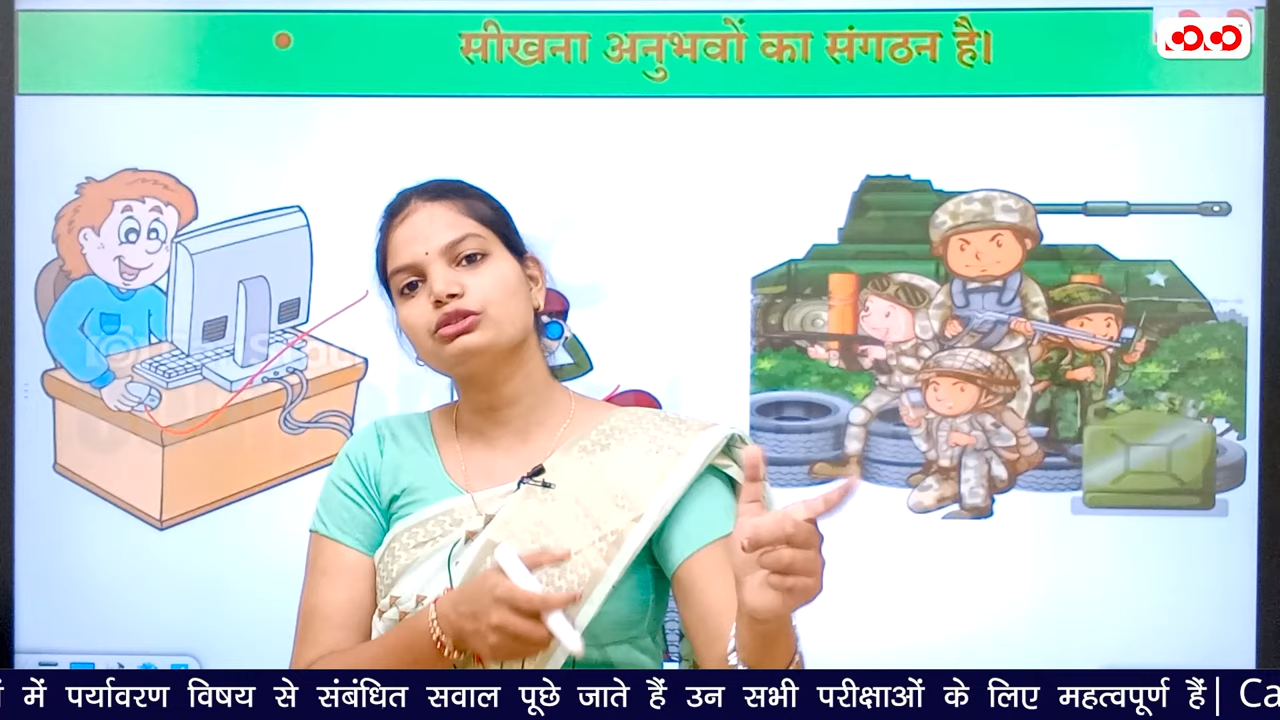 सीखना अनुभवों का संगठन है।
में पर्यावरण विषय से संबंधित सवाल पूछे जाते हैं उन सभी परीक्षाओं के लिए महत्वपूर्ण हैं| Ca